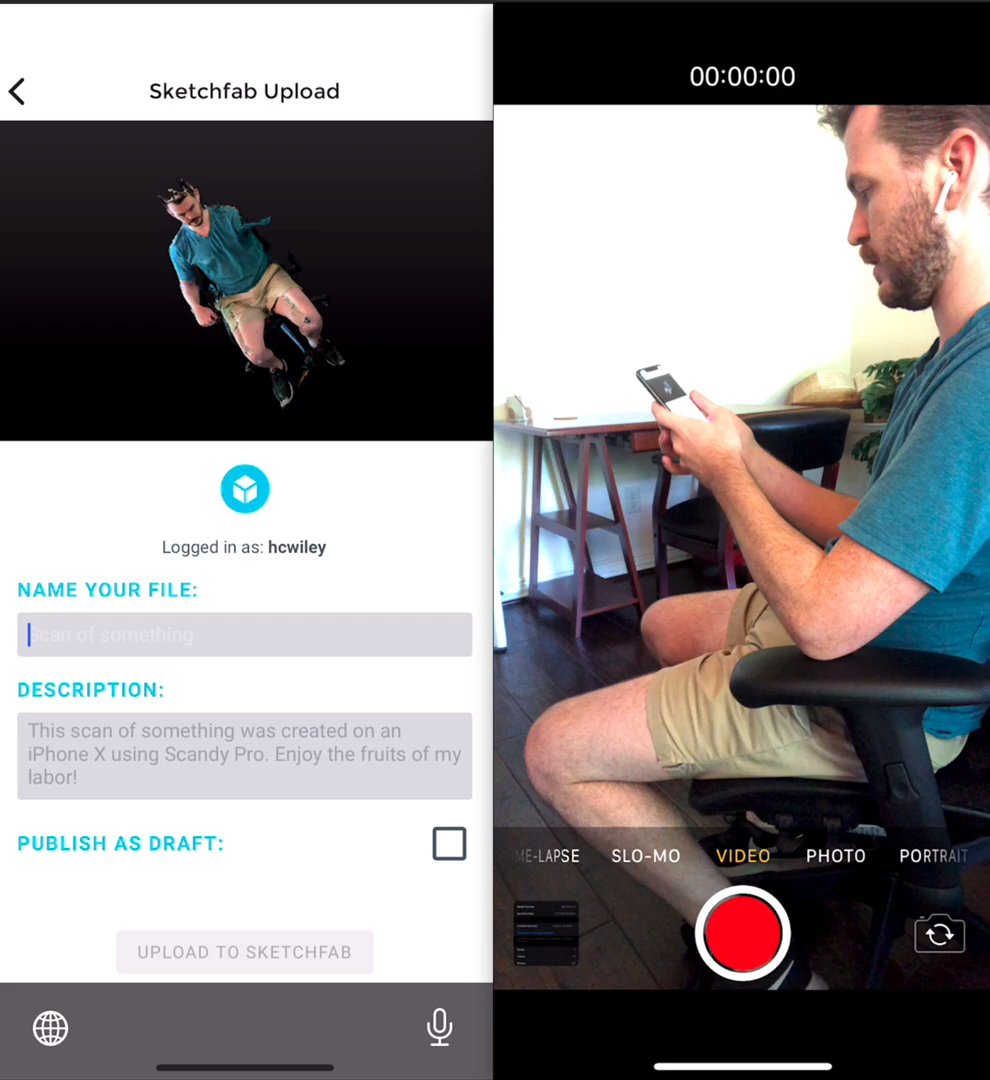 Sketchfab Upload
Logged in as: hcwiley
NAME YOUR FILE:
Scan of something
DESCRIPTION:
This scan of something was created on an
iPhone X using Scandy Pro. Enjoy the fruits of my
labor!
PUBLISH AS DRAFT:
UPLOAD TO SKETCHFAB
00:00:00
ME-LAPSE
SLO-MO
VIDEO
PHOTO
PORTRAIT